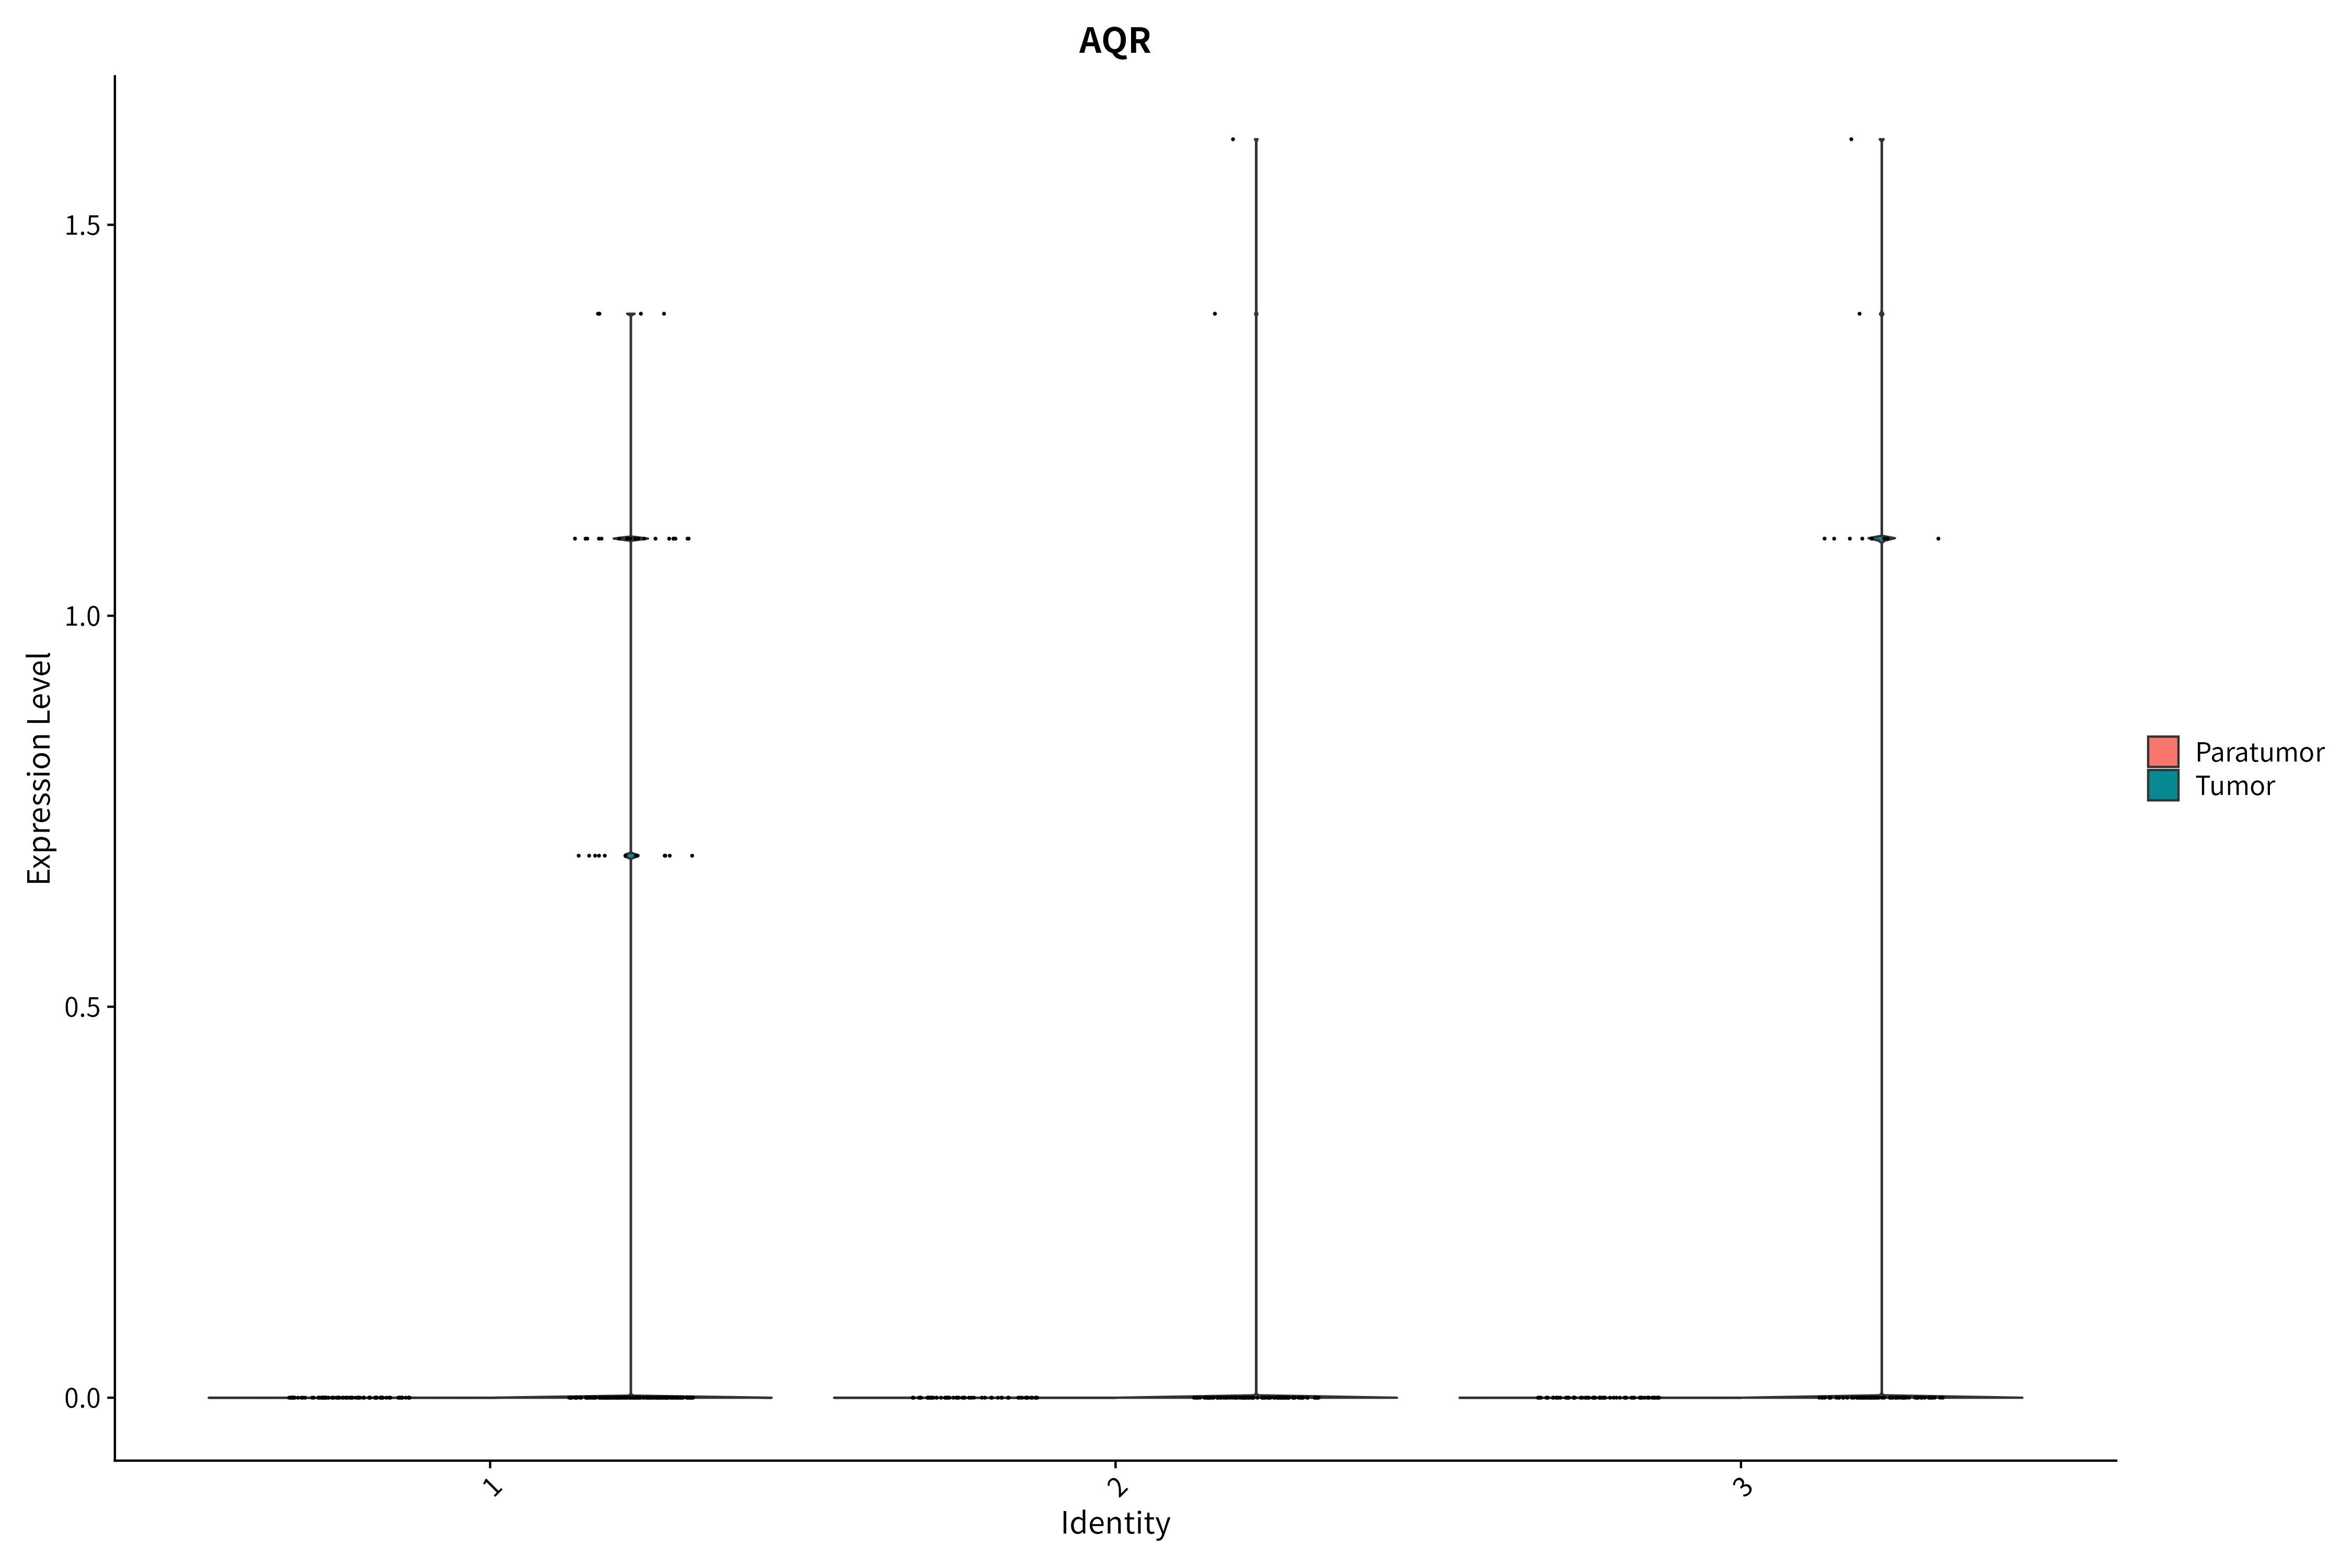 AQR
Expression Level
1.5
1.0
0.5
0.0
1
2
3
Identity
Paratumor
Tumor